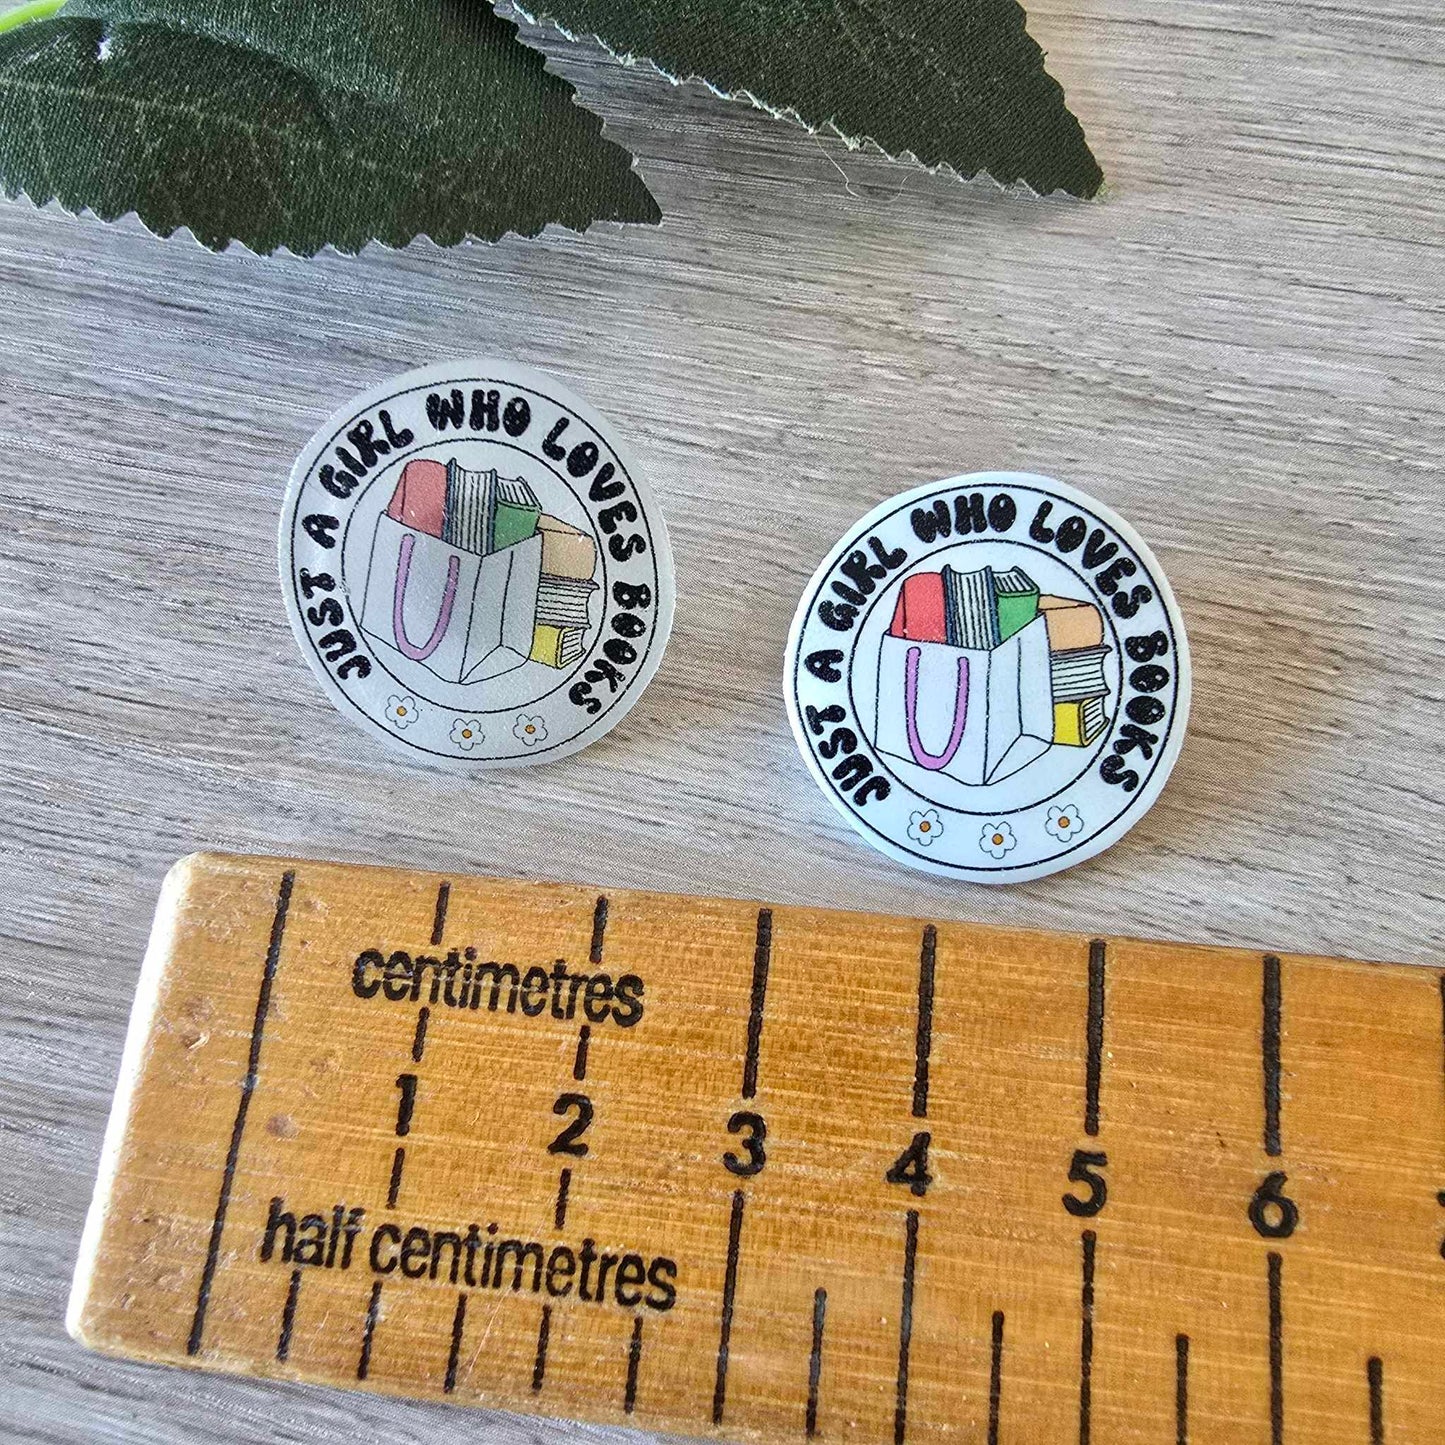 JUST A GIRL WHO LOVES BOOKS
JUST A GIRL WHO LOVES BOOKS
centimetres
1 2 3 4 5 6
half centimetres